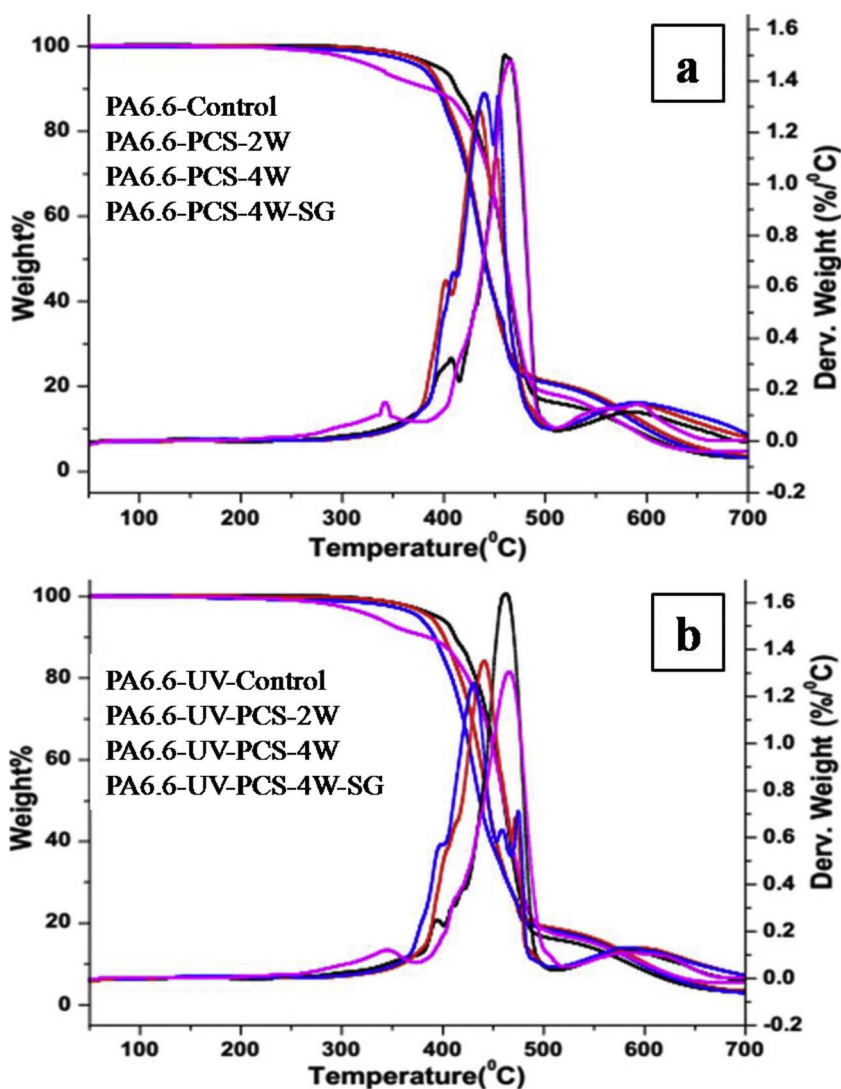 a
PA6.6-Control
PA6.6-PCS-2W
PA6.6-PCS-4W
PA6.6-PCS-4W-SG
Weight%
100
80
60
40
20
0
Derv. Weight (%/⁰C)
1.6
1.4
1.2
1.0
0.8
0.6
0.4
0.2
0.0
-0.2
100 200 300 400 500 600 700
Temperature(⁰C)
b
PA6.6-UV-Control
PA6.6-UV-PCS-2W
PA6.6-UV-PCS-4W
PA6.6-UV-PCS-4W-SG
Weight%
100
80
60
40
20
0
Derv. Weight (%/⁰C)
1.6
1.4
1.2
1.0
0.8
0.6
0.4
0.2
0.0
-0.2
100 200 300 400 500 600 700
Temperature(⁰C)